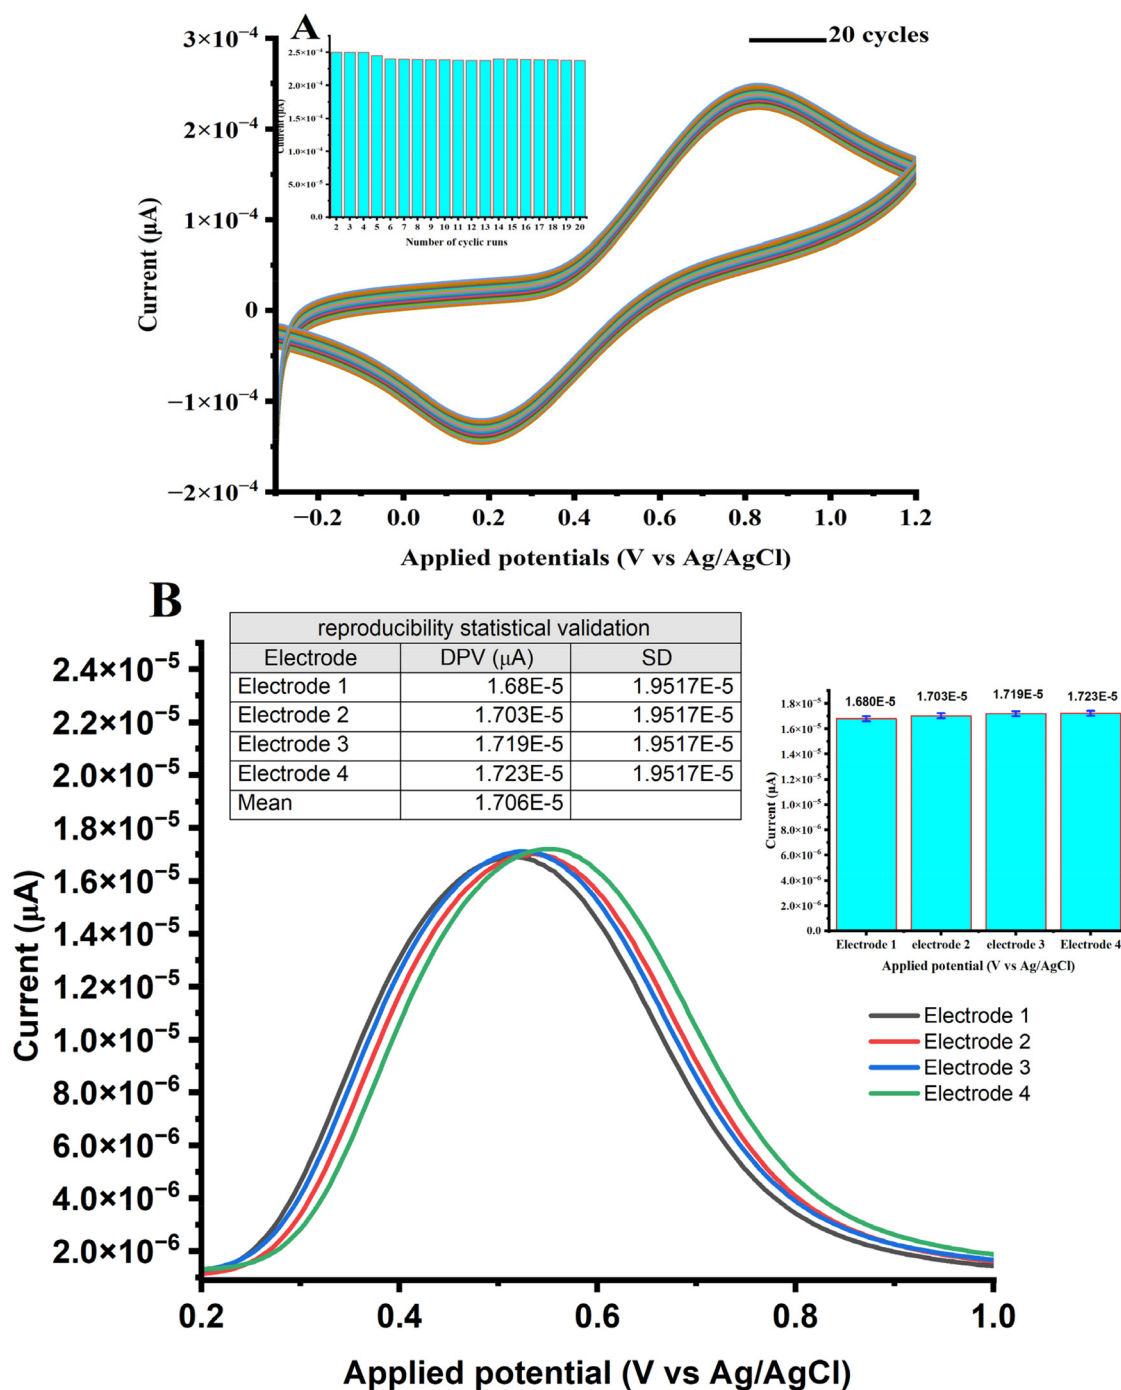 A
20 cycles
3×10⁻⁴
2×10⁻⁴
1×10⁻⁴
0
−1×10⁻⁴
−2×10⁻⁴
Current (µA)
−0.2 0.0 0.2 0.4 0.6 0.8 1.0 1.2
Applied potentials (V vs Ag/AgCl)
2.5×10⁻⁴
2.0×10⁻⁴
1.5×10⁻⁴
1.0×10⁻⁴
5.0×10⁻⁵
0.0
2 3 4 5 6 7 8 9 10 11 12 13 14 15 16 17 18 19 20
Number of cyclic runs
B
reproducibility statistical validation
Electrode DPV (µA) SD
Electrode 1 1.68E-5 1.9517E-5
Electrode 2 1.703E-5 1.9517E-5
Electrode 3 1.719E-5 1.9517E-5
Electrode 4 1.723E-5 1.9517E-5
Mean 1.706E-5
2.4×10⁻⁵
2.2×10⁻⁵
2.0×10⁻⁵
1.8×10⁻⁵
1.6×10⁻⁵
1.4×10⁻⁵
1.2×10⁻⁵
1.0×10⁻⁵
8.0×10⁻⁶
6.0×10⁻⁶
4.0×10⁻⁶
2.0×10⁻⁶
Current (µA)
0.2 0.4 0.6 0.8 1.0
Applied potential (V vs Ag/AgCl)
1.680E-5 1.703E-5 1.719E-5 1.723E-5
1.8×10⁻⁵
1.6×10⁻⁵
1.4×10⁻⁵
1.2×10⁻⁵
1.0×10⁻⁵
8.0×10⁻⁶
6.0×10⁻⁶
4.0×10⁻⁶
2.0×10⁻⁶
0.0
Current (µA)
Electrode 1 electrode 2 electrode 3 Electrode 4
Applied potential (V vs Ag/AgCl)
Electrode 1
Electrode 2
Electrode 3
Electrode 4